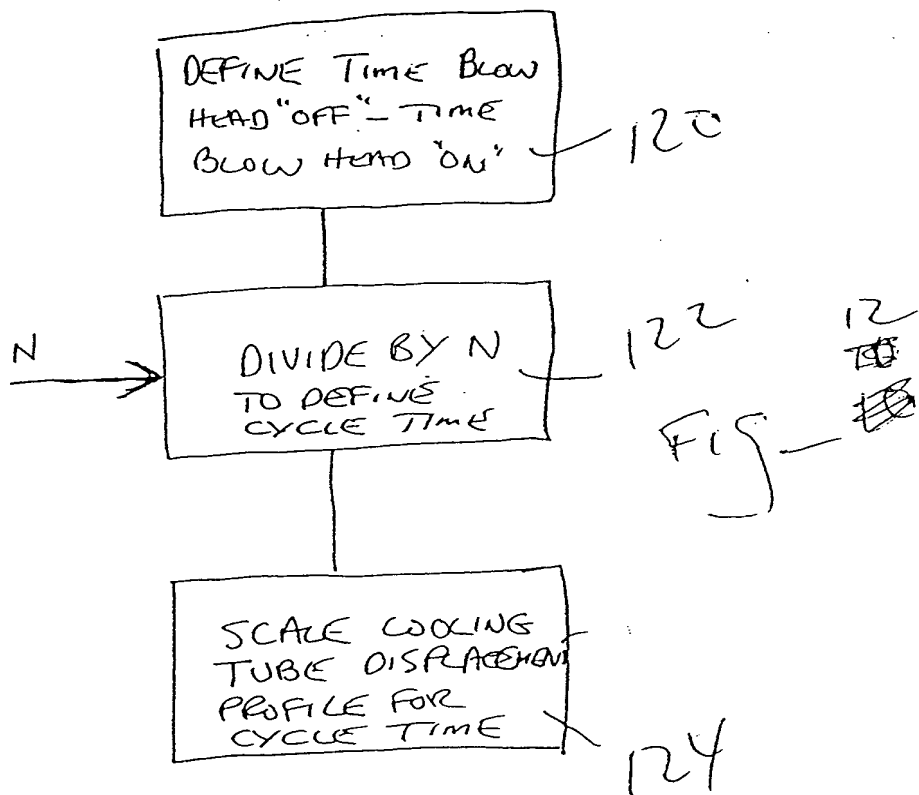 DEFINE TIME BLOW
HEAD "OFF" - TIME
BLOW HEAD "ON"
120
N
DIVIDE BY N
TO DEFINE
CYCLE TIME
122
Fig_ 12
SCALE COOLING
TUBE DISPLACEMENT
PROFILE FOR
CYCLE TIME
124